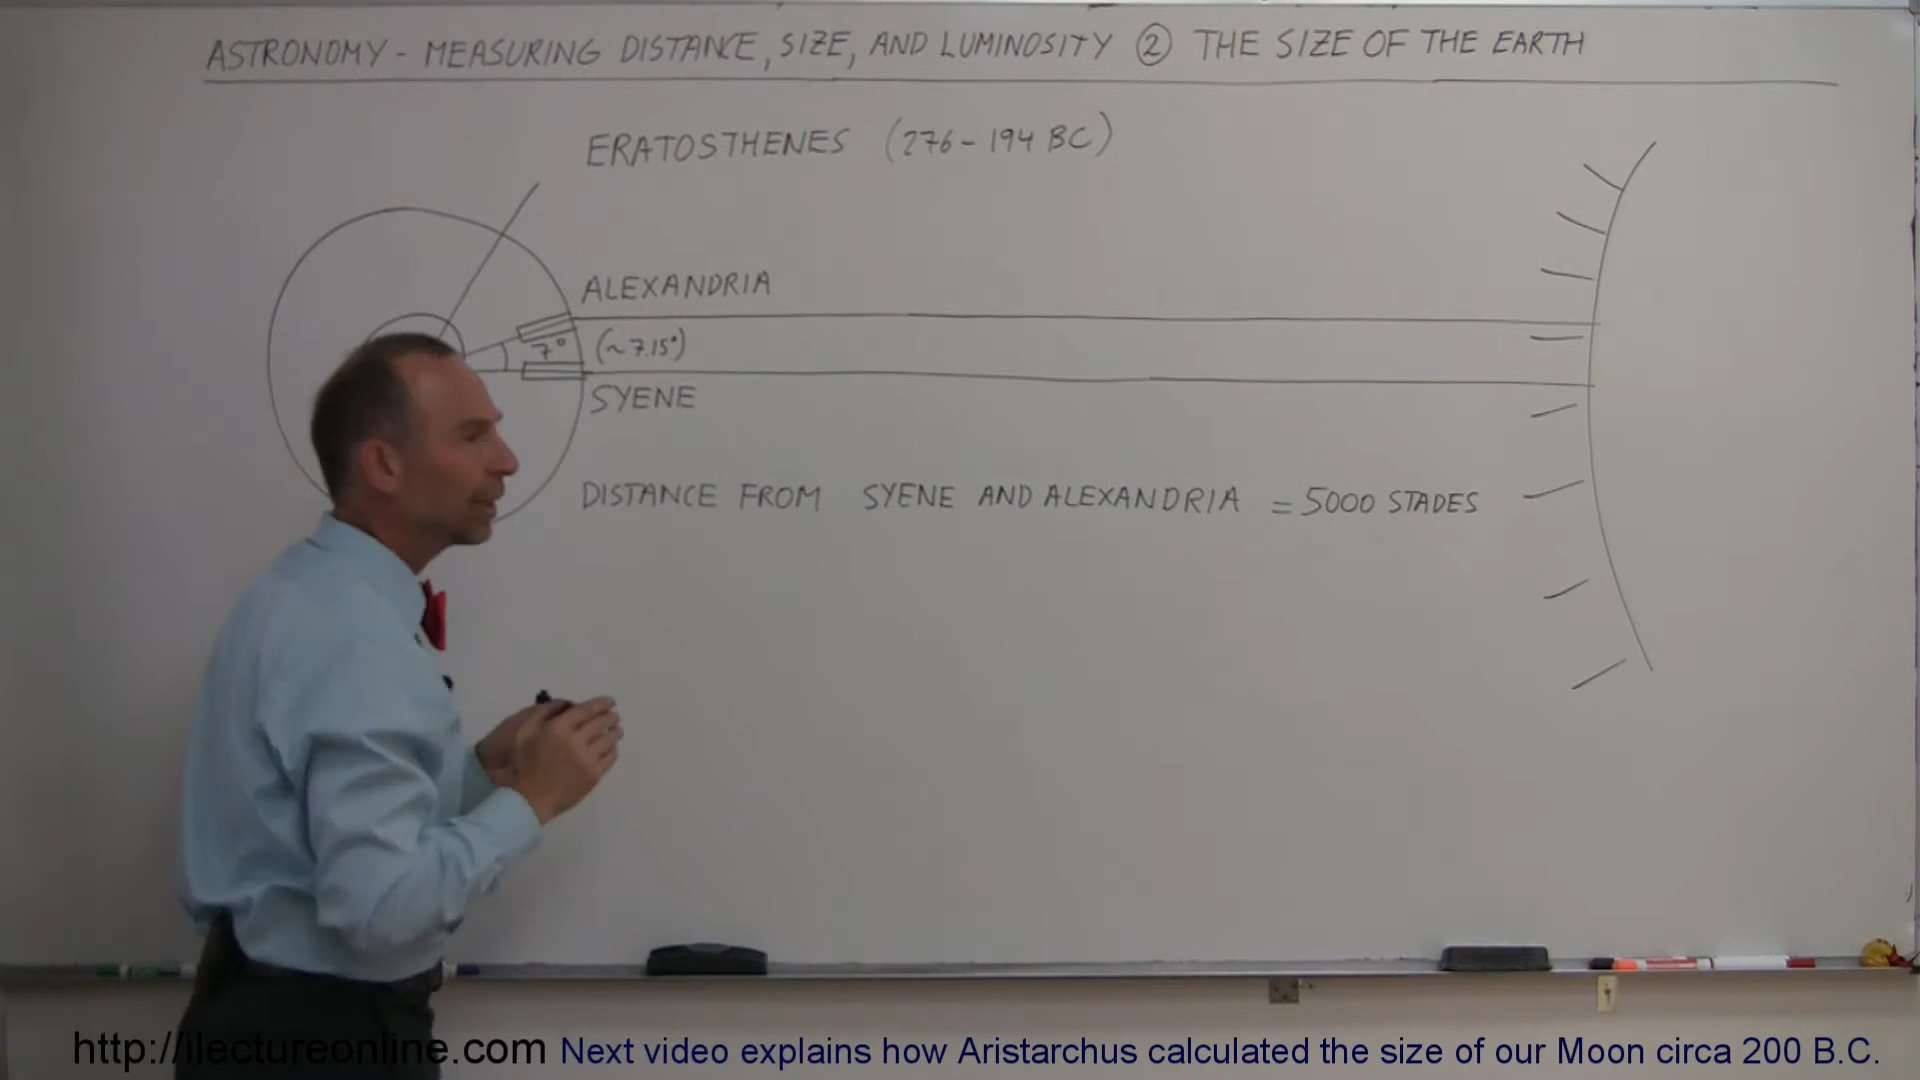 ASTRONOMY - MEASURING DISTANCE, SIZE, AND LUMINOSITY ② THE SIZE OF THE EARTH
ERATOSTHENES (276 - 194 BC)
ALEXANDRIA
7° (~7.15°)
SYENE
DISTANCE FROM SYENE AND ALEXANDRIA = 5000 STADES
http://ilectureonline.com Next video explains how Aristarchus calculated the size of our Moon circa 200 B.C.